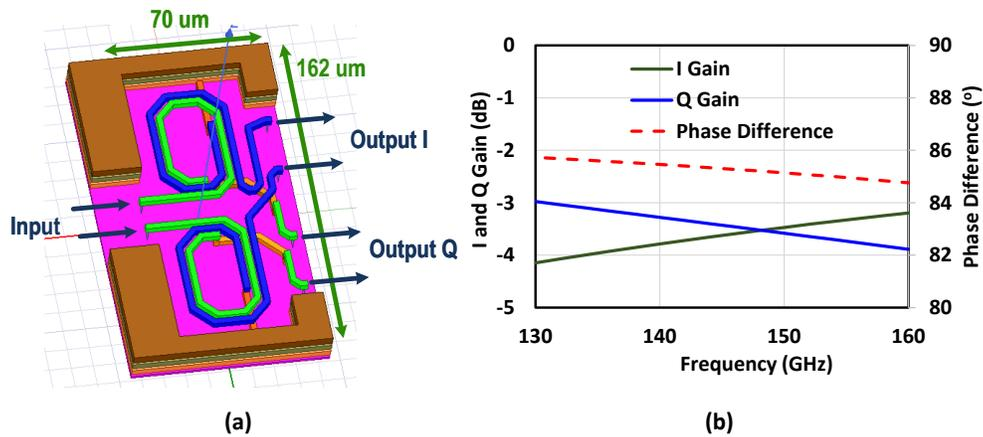 70 um
162 um
Output I
Input
Output Q
(a)
I Gain
Q Gain
Phase Difference
I and Q Gain (dB)
0
-1
-2
-3
-4
-5
130
140
150
160
Frequency (GHz)
90
88
86
84
82
80
Phase Difference (°)
(b)